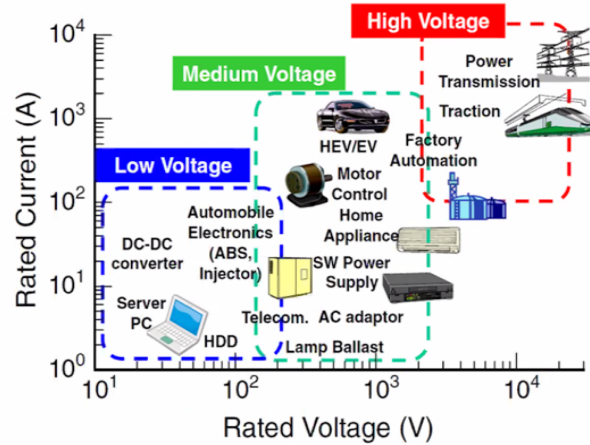 High Voltage
Power
Transmission
Medium Voltage
Traction
HEV/EV
Factory
Automation
Low Voltage
Motor
Control
Automobile
Electronics
(ABS,
Injector)
Home
Appliance
DC-DC
converter
SW Power
Supply
Server
PC
HDD
Telecom.
AC adaptor
Lamp Ballast
Rated Current (A)
10⁴
10³
10²
10¹
10⁰
10¹
10²
10³
10⁴
Rated Voltage (V)